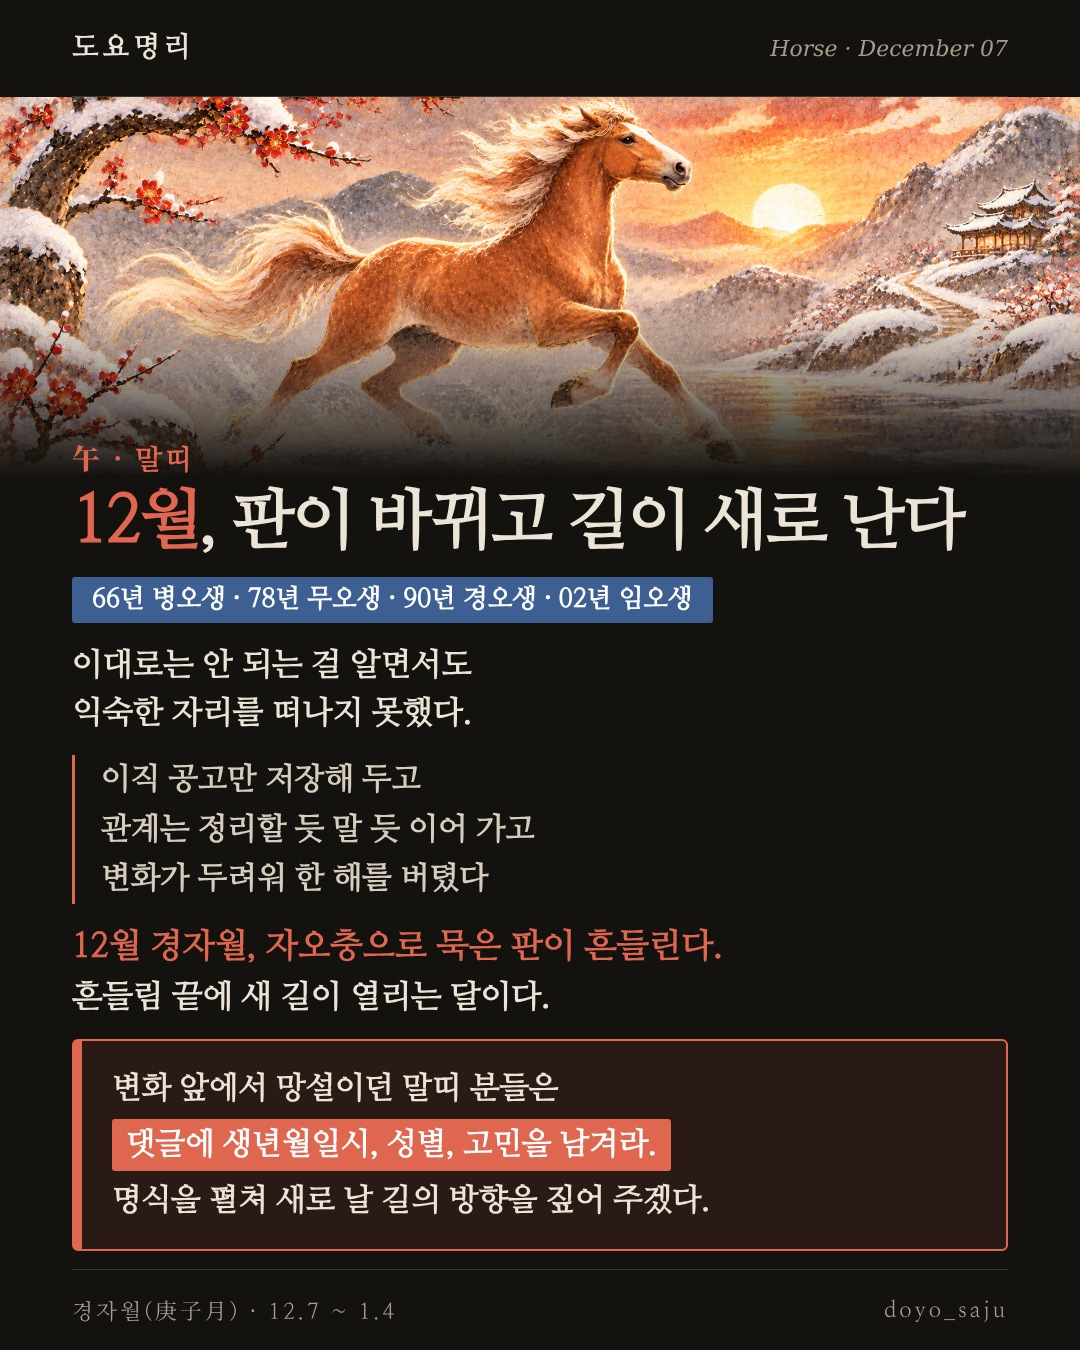 도요명리
Horse · December 07
午 · 말띠
12월, 판이 바뀌고 길이 새로 난다
66년 병오생 · 78년 무오생 · 90년 경오생 · 02년 임오생
이대로는 안 되는 걸 알면서도
익숙한 자리를 떠나지 못했다.
이직 공고만 저장해 두고
관계는 정리할 듯 말 듯 이어 가고
변화가 두려워 한 해를 버텼다
12월 경자월, 자오충으로 묵은 판이 흔들린다.
흔들림 끝에 새 길이 열리는 달이다.
변화 앞에서 망설이던 말띠 분들은
댓글에 생년월일시, 성별, 고민을 남겨라.
명식을 펼쳐 새로 날 길의 방향을 짚어 주겠다.
경자월(庚子月) · 12.7 ~ 1.4
doyo_saju